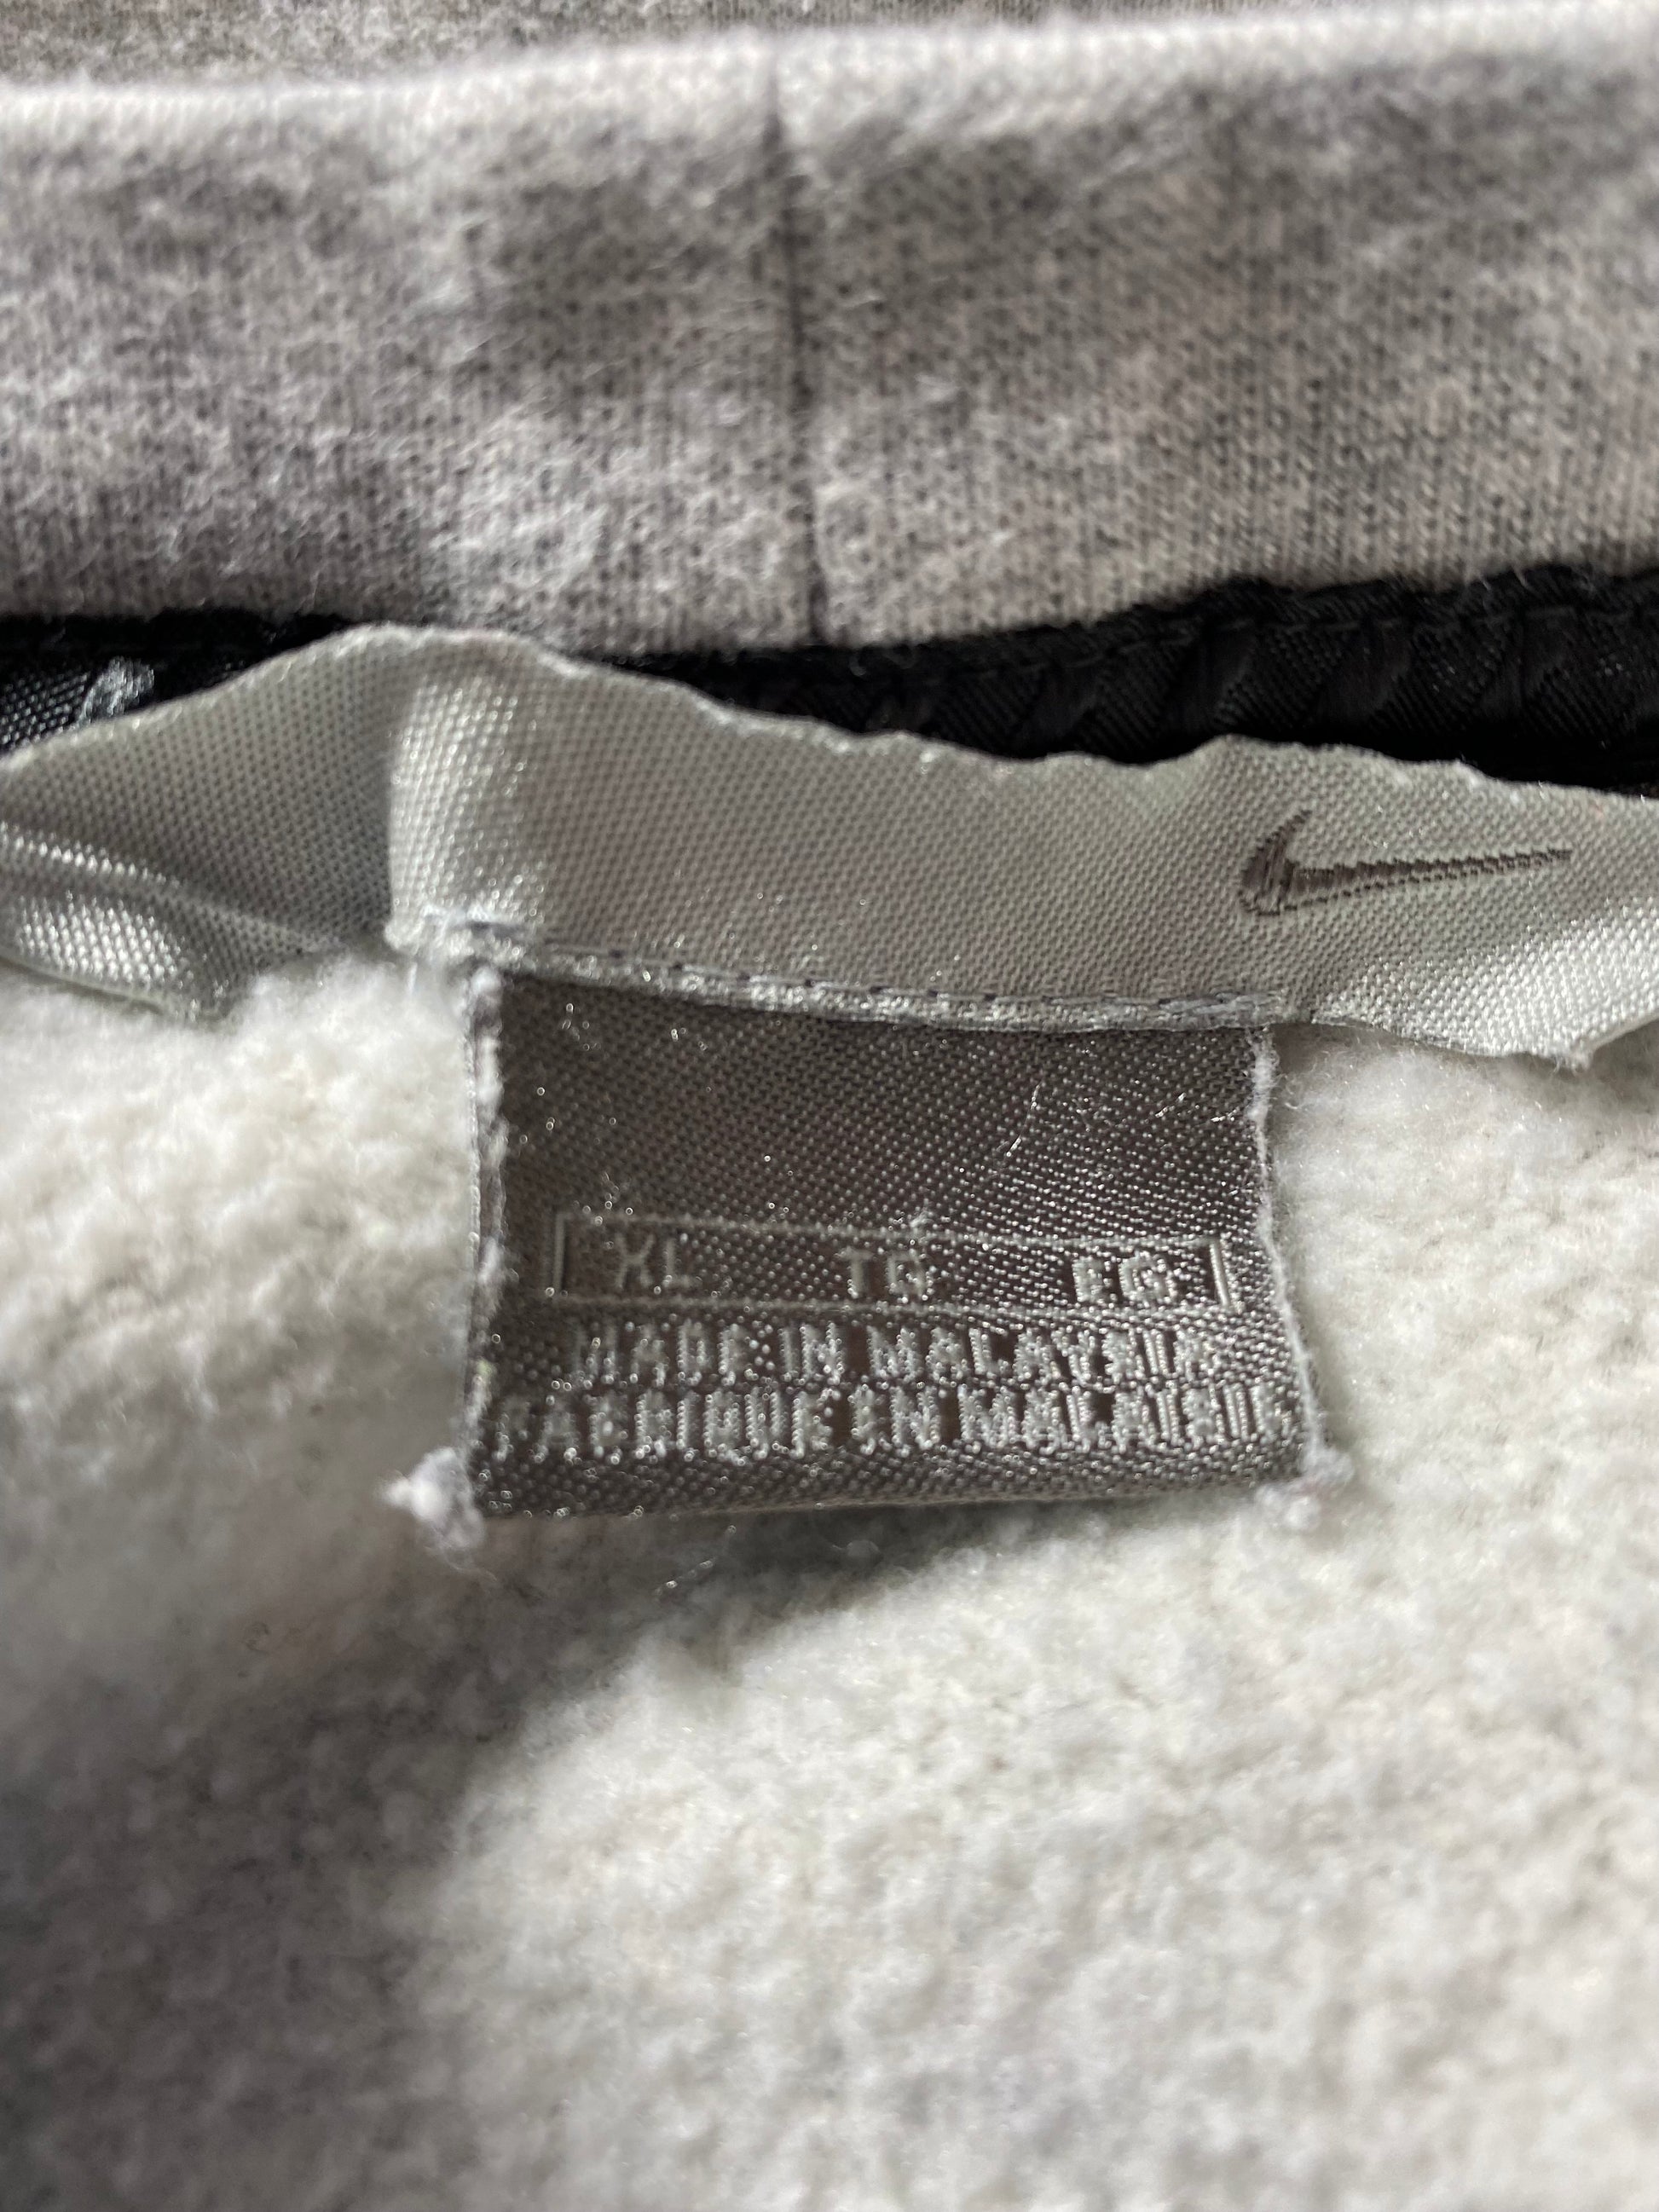 XL TG EG
MADE IN MALAYSIA
FABRIQUE EN MALAISIE